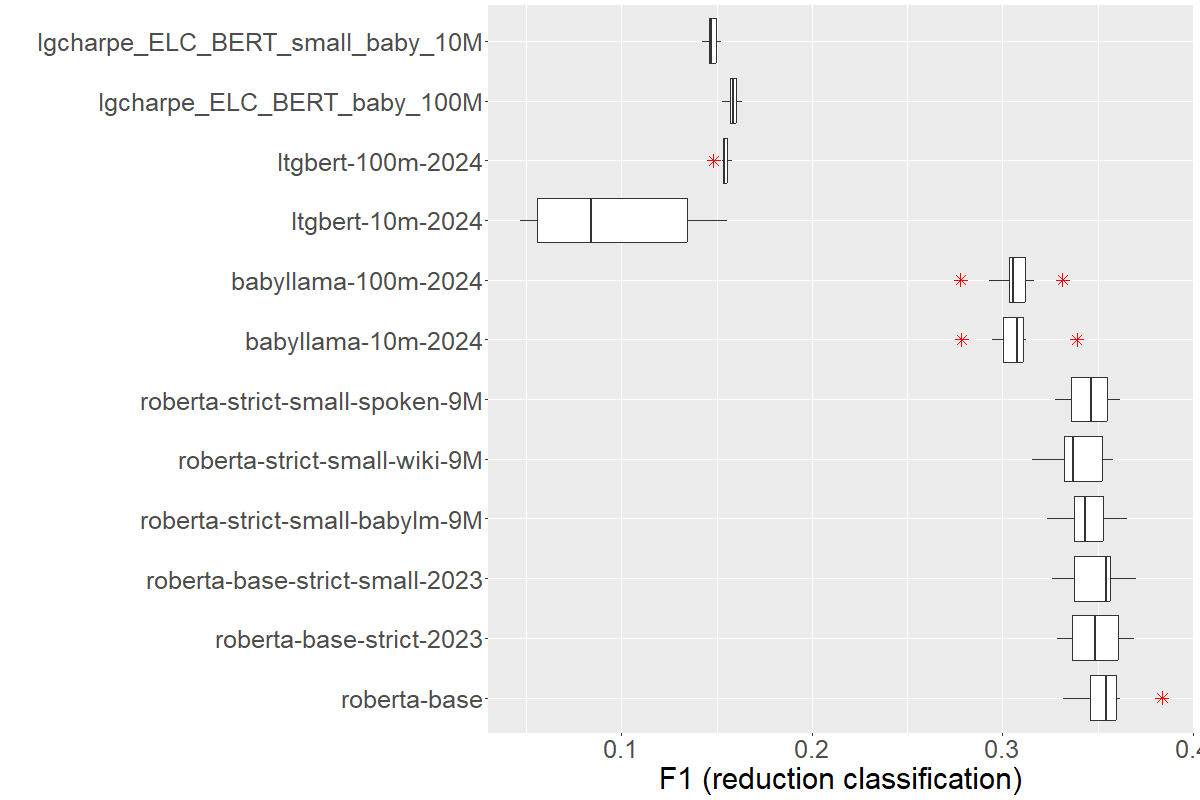 lgcharpe_ELC_BERT_small_baby_10M
lgcharpe_ELC_BERT_baby_100M
ltgbert-100m-2024
ltgbert-10m-2024
babyllama-100m-2024
babyllama-10m-2024
roberta-strict-small-spoken-9M
roberta-strict-small-wiki-9M
roberta-strict-small-babylm-9M
roberta-base-strict-small-2023
roberta-base-strict-2023
roberta-base
0.1 0.2 0.3 0.4
F1 (reduction classification)